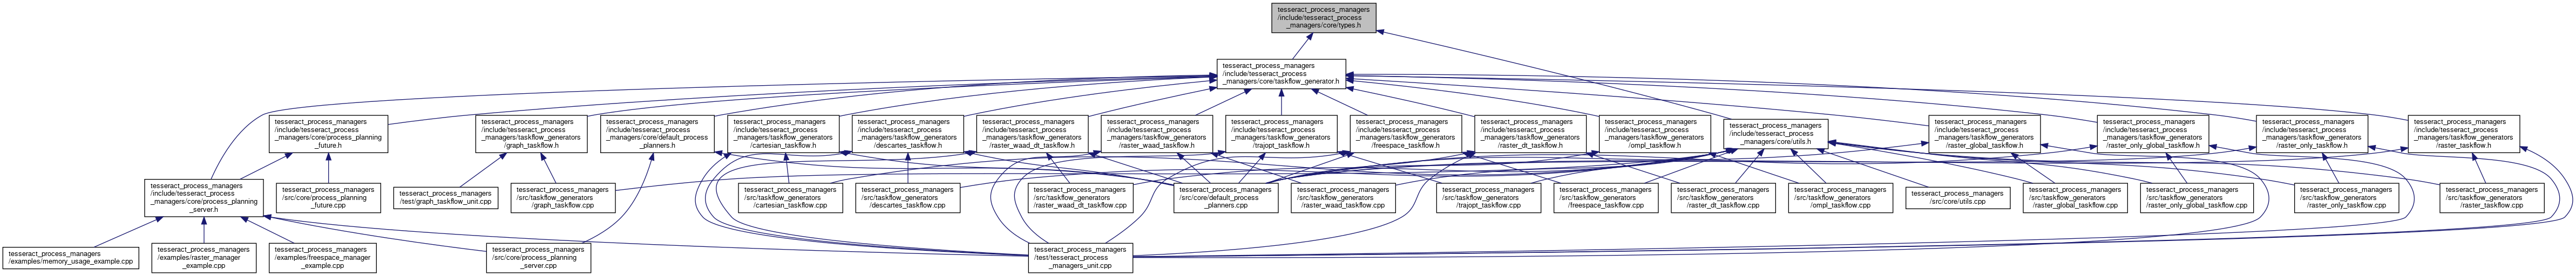 tesseract_process_managers
/include/tesseract_process
_managers/core/types.h
tesseract_process_managers
/include/tesseract_process
_managers/core/taskflow_generator.h
tesseract_process_managers
/include/tesseract_process
_managers/core/process_planning
_future.h
tesseract_process_managers
/include/tesseract_process
_managers/taskflow_generators
/graph_taskflow.h
tesseract_process_managers
/include/tesseract_process
_managers/core/default_process
_planners.h
tesseract_process_managers
/include/tesseract_process
_managers/taskflow_generators
/cartesian_taskflow.h
tesseract_process_managers
/include/tesseract_process
_managers/taskflow_generators
/descartes_taskflow.h
tesseract_process_managers
/include/tesseract_process
_managers/taskflow_generators
/raster_waad_dt_taskflow.h
tesseract_process_managers
/include/tesseract_process
_managers/taskflow_generators
/raster_waad_taskflow.h
tesseract_process_managers
/include/tesseract_process
_managers/taskflow_generators
/trajopt_taskflow.h
tesseract_process_managers
/include/tesseract_process
_managers/taskflow_generators
/freespace_taskflow.h
tesseract_process_managers
/include/tesseract_process
_managers/taskflow_generators
/raster_dt_taskflow.h
tesseract_process_managers
/include/tesseract_process
_managers/taskflow_generators
/ompl_taskflow.h
tesseract_process_managers
/include/tesseract_process
_managers/core/utils.h
tesseract_process_managers
/include/tesseract_process
_managers/taskflow_generators
/raster_global_taskflow.h
tesseract_process_managers
/include/tesseract_process
_managers/taskflow_generators
/raster_only_global_taskflow.h
tesseract_process_managers
/include/tesseract_process
_managers/taskflow_generators
/raster_only_taskflow.h
tesseract_process_managers
/include/tesseract_process
_managers/taskflow_generators
/raster_taskflow.h
tesseract_process_managers
/include/tesseract_process
_managers/core/process_planning
_server.h
tesseract_process_managers
/src/core/process_planning
_future.cpp
tesseract_process_managers
/test/graph_taskflow_unit.cpp
tesseract_process_managers
/src/taskflow_generators
/graph_taskflow.cpp
tesseract_process_managers
/src/taskflow_generators
/cartesian_taskflow.cpp
tesseract_process_managers
/src/taskflow_generators
/descartes_taskflow.cpp
tesseract_process_managers
/src/taskflow_generators
/raster_waad_dt_taskflow.cpp
tesseract_process_managers
/src/core/default_process
_planners.cpp
tesseract_process_managers
/src/taskflow_generators
/raster_waad_taskflow.cpp
tesseract_process_managers
/src/taskflow_generators
/trajopt_taskflow.cpp
tesseract_process_managers
/src/taskflow_generators
/freespace_taskflow.cpp
tesseract_process_managers
/src/taskflow_generators
/raster_dt_taskflow.cpp
tesseract_process_managers
/src/taskflow_generators
/ompl_taskflow.cpp
tesseract_process_managers
/src/core/utils.cpp
tesseract_process_managers
/src/taskflow_generators
/raster_global_taskflow.cpp
tesseract_process_managers
/src/taskflow_generators
/raster_only_global_taskflow.cpp
tesseract_process_managers
/src/taskflow_generators
/raster_only_taskflow.cpp
tesseract_process_managers
/src/taskflow_generators
/raster_taskflow.cpp
tesseract_process_managers
/examples/memory_usage_example.cpp
tesseract_process_managers
/examples/raster_manager
_example.cpp
tesseract_process_managers
/examples/freespace_manager
_example.cpp
tesseract_process_managers
/src/core/process_planning
_server.cpp
tesseract_process_managers
/test/tesseract_process
_managers_unit.cpp